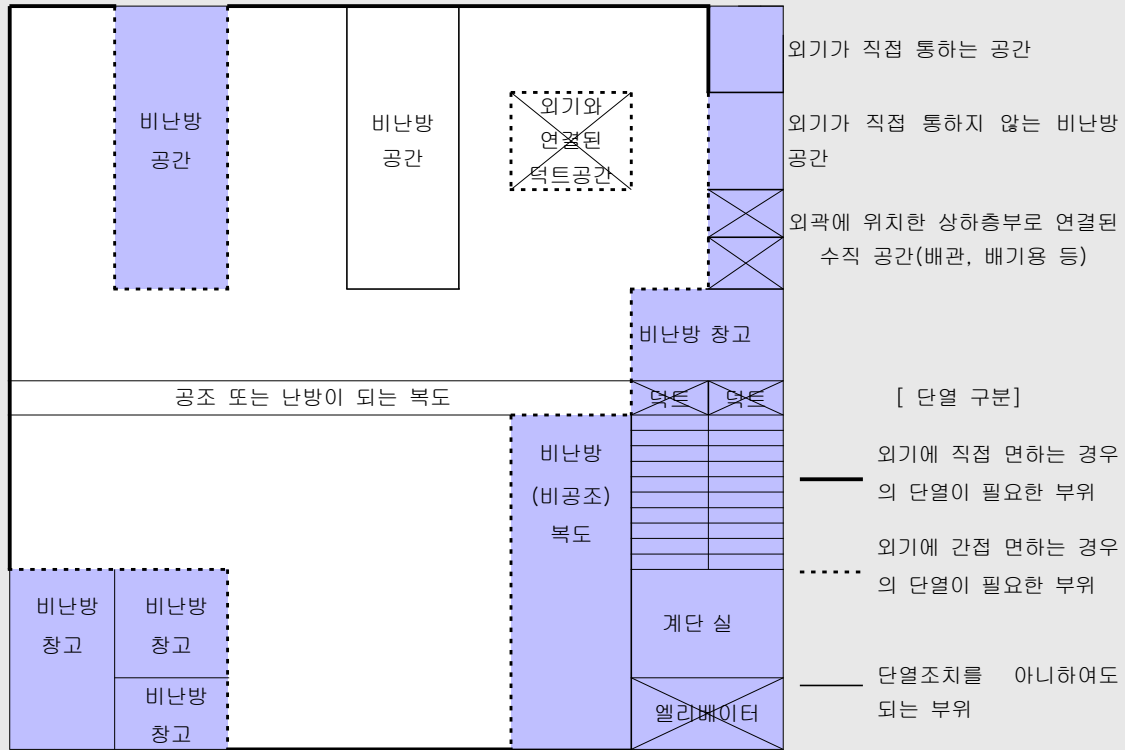 비난방
공간
비난방
공간
외기와
연결된
덕트공간
외기가 직접 통하는 공간
외기가 직접 통하지 않는 비난방
공간
외곽에 위치한 상하층부로 연결된
수직 공간(배관, 배기용 등)
비난방 창고
공조 또는 난방이 되는 복도
덕트
덕트
[ 단열 구분]
비난방
(비공조)
복도
외기에 직접 면하는 경우
의 단열이 필요한 부위
외기에 간접 면하는 경우
의 단열이 필요한 부위
비난방
창고
비난방
창고
비난방
창고
계단 실
엘리베이터
단열조치를 아니하여도
되는 부위